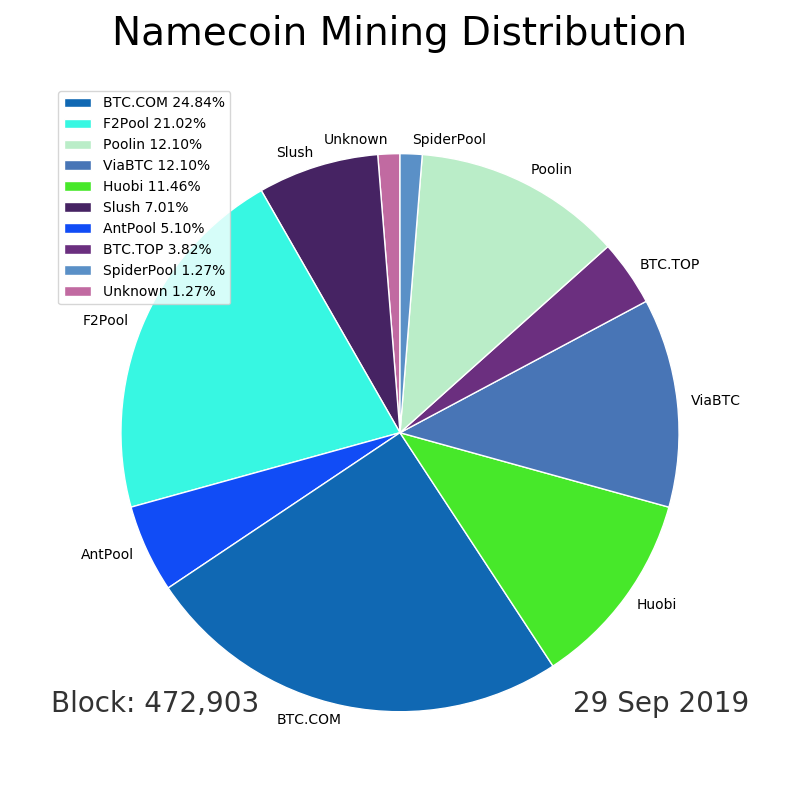 Namecoin Mining Distribution
BTC.COM 24.84%
F2Pool 21.02%
Poolin 12.10%
ViaBTC 12.10%
Huobi 11.46%
Slush 7.01%
AntPool 5.10%
BTC.TOP 3.82%
SpiderPool 1.27%
Unknown 1.27%
Unknown
SpiderPool
Slush
Poolin
BTC.TOP
F2Pool
ViaBTC
AntPool
Huobi
BTC.COM
Block: 472,903
29 Sep 2019